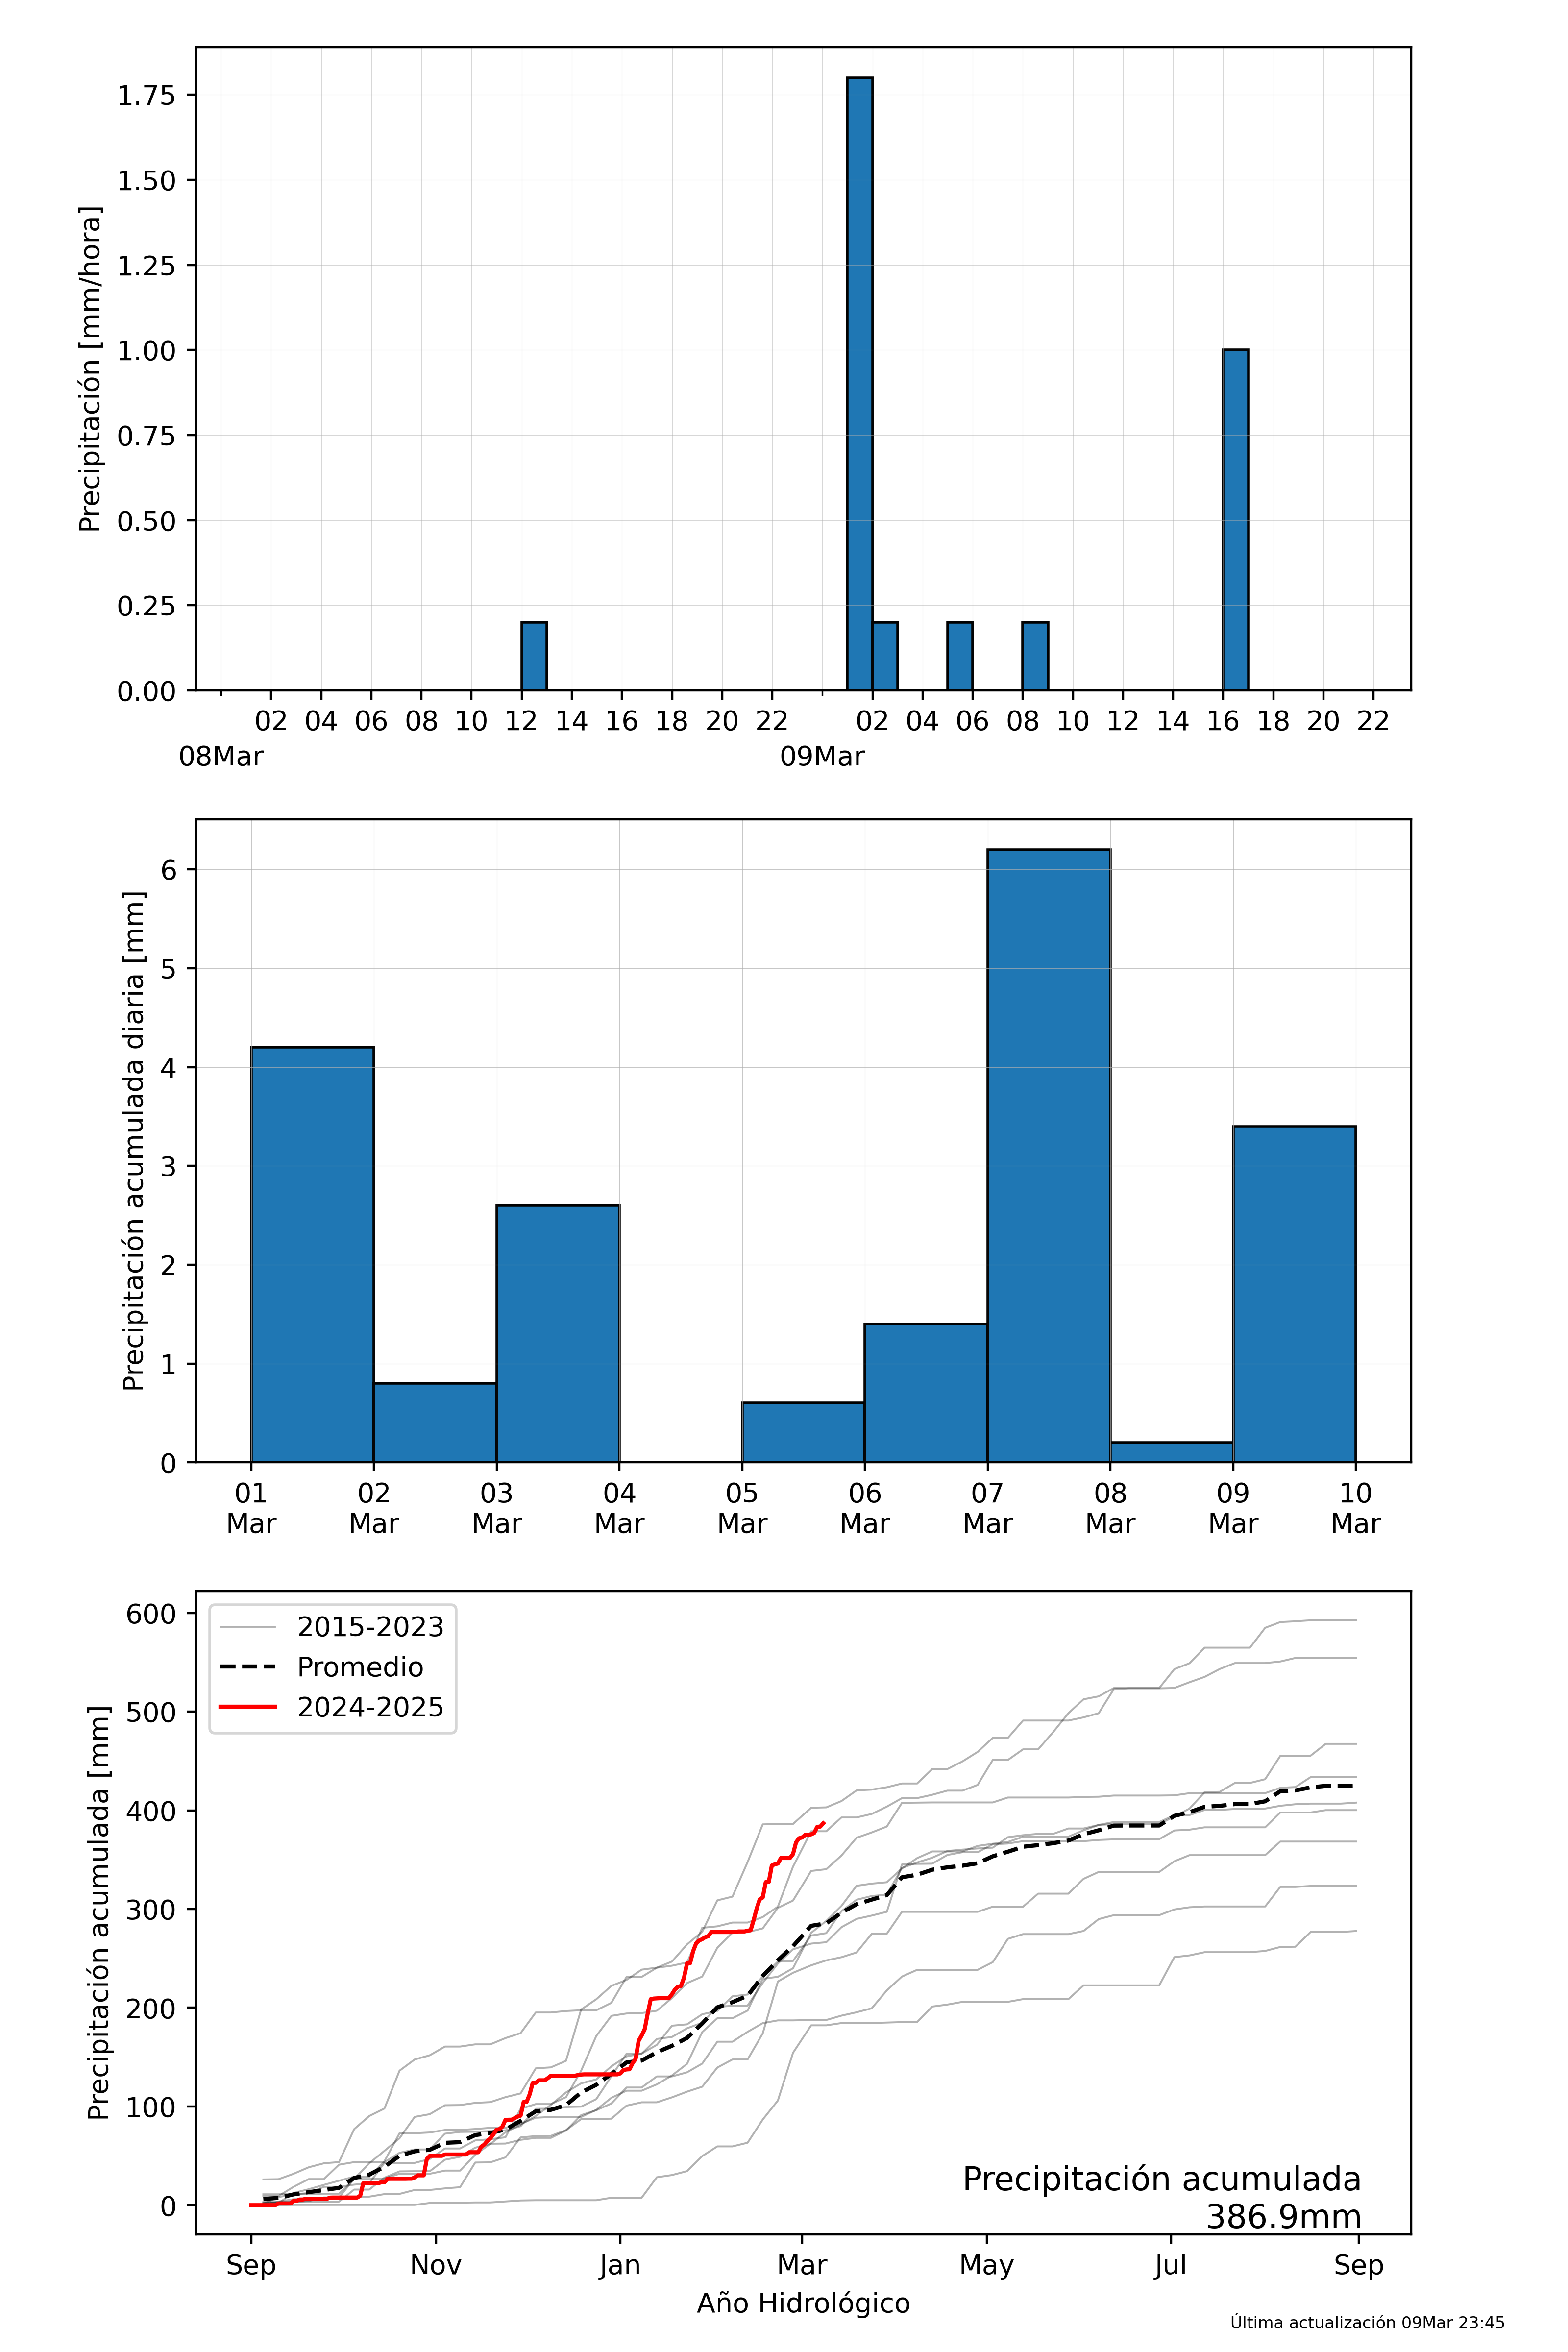 Precipitación [mm/hora]
1.75
1.50
1.25
1.00
0.75
0.50
0.25
0.00
02 04 06 08 10 12 14 16 18 20 22 02 04 06 08 10 12 14 16 18 20 22
08Mar 09Mar
Precipitación acumulada diaria [mm]
6
5
4
3
2
1
0
01 02 03 04 05 06 07 08 09 10
Mar Mar Mar Mar Mar Mar Mar Mar Mar Mar
Precipitación acumulada [mm]
600
500
400
300
200
100
0
2015-2023
Promedio
2024-2025
Precipitación acumulada
386.9mm
Sep Nov Jan Mar May Jul Sep
Año Hidrológico
Última actualización 09Mar 23:45